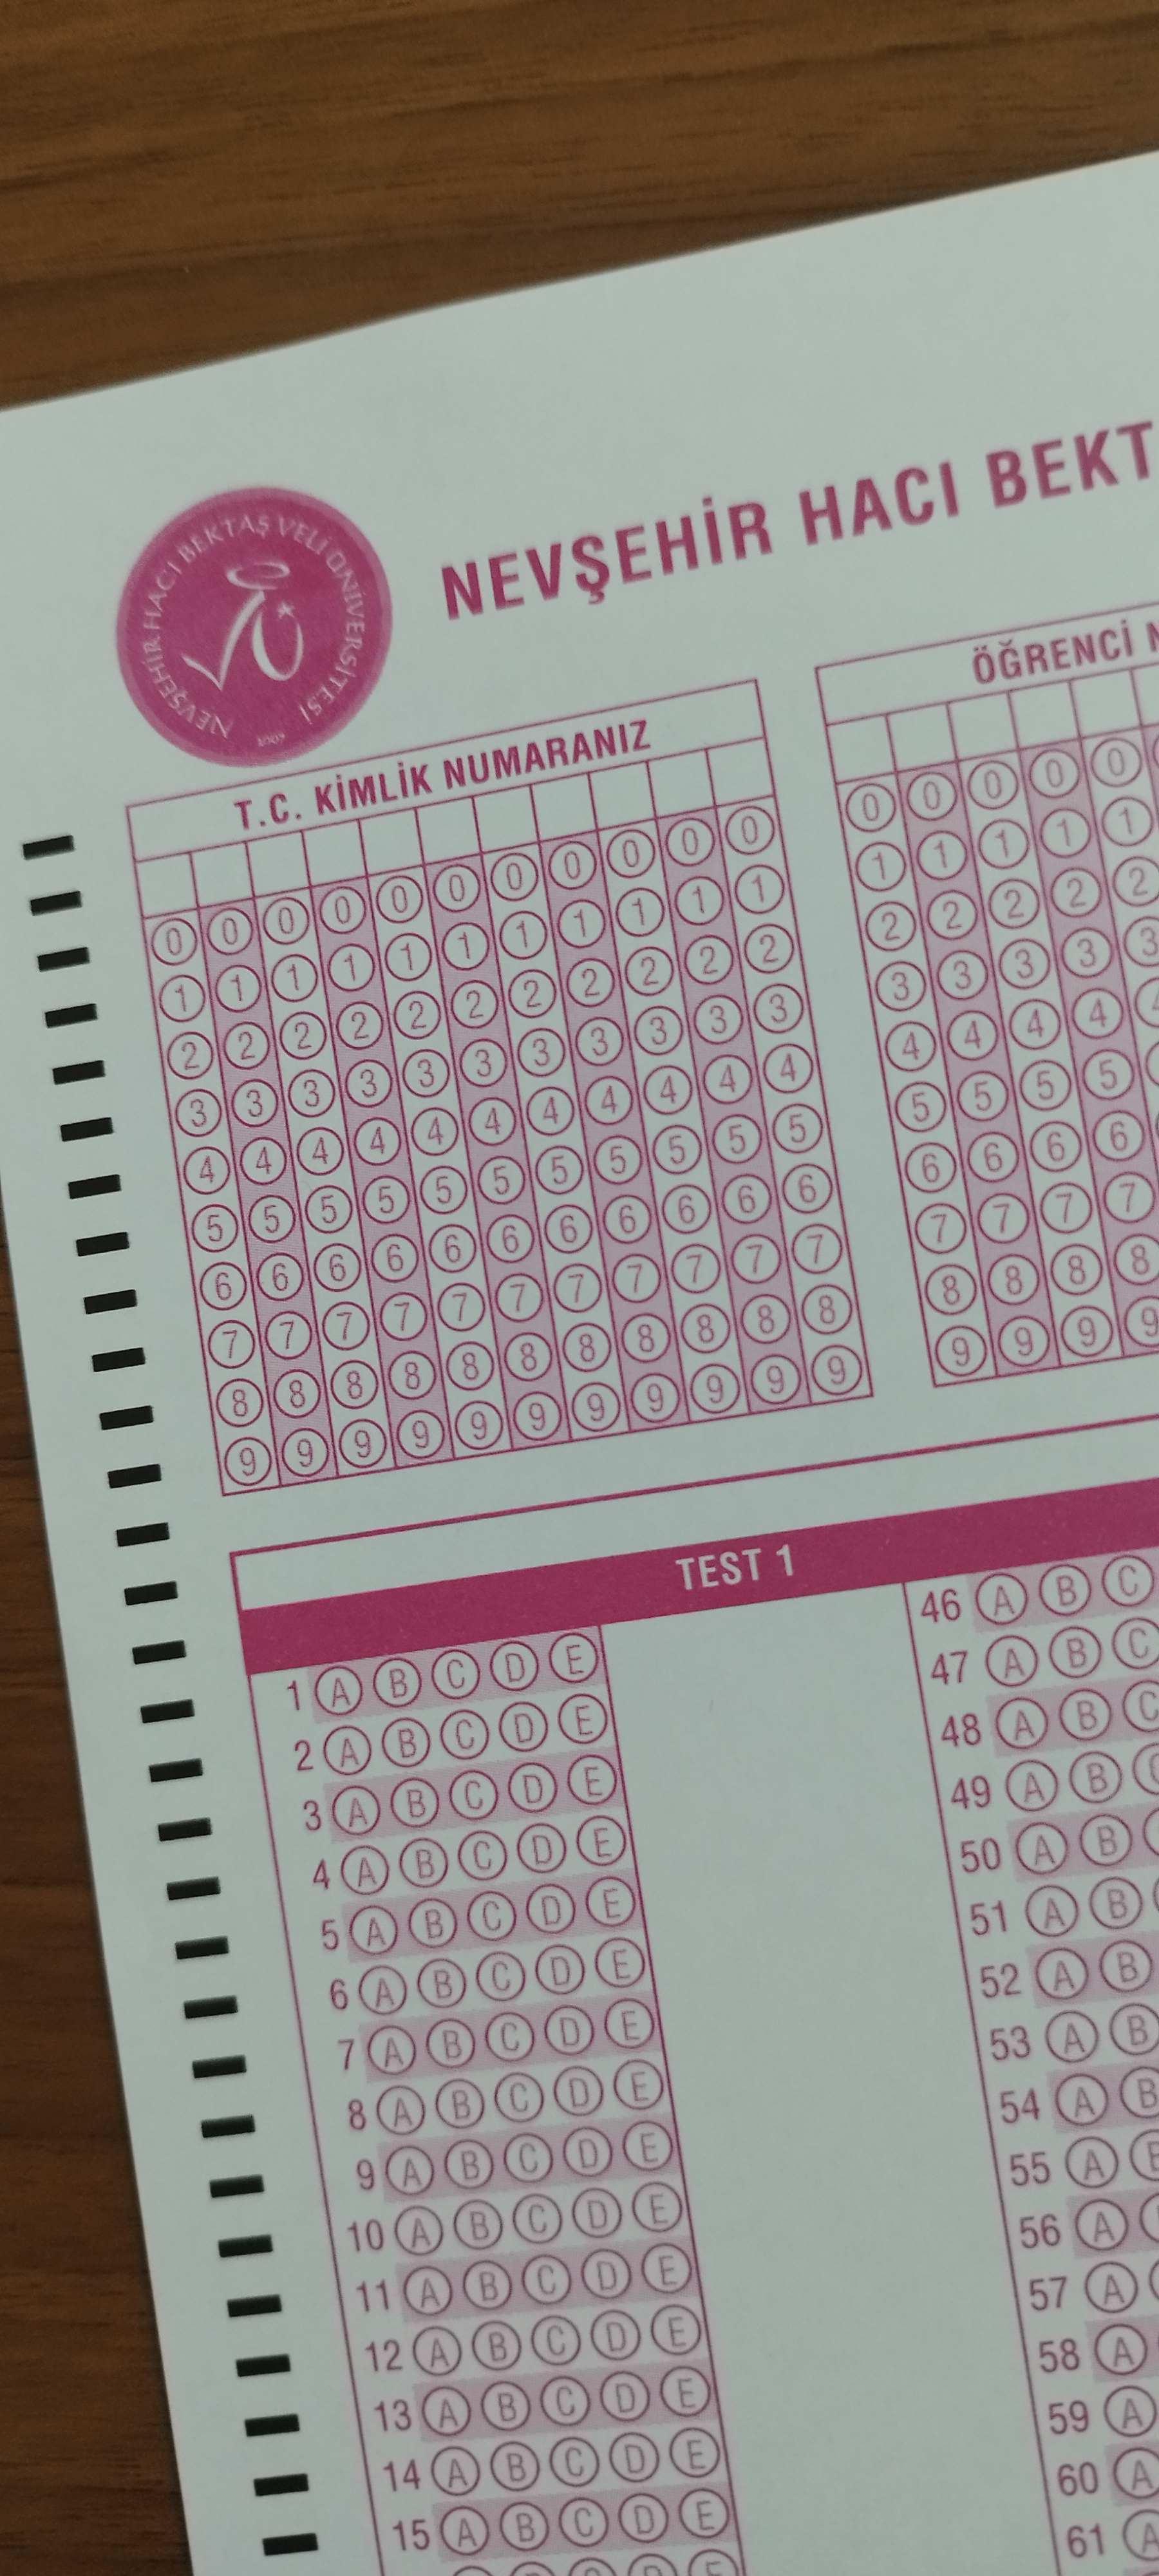 NEVŞEHİR HACI BEKTAŞ VELİ ÜNİVERSİTESİ
2007
NEVŞEHİR HACI BEKT
T.C. KİMLİK NUMARANIZ
0 0 0 0 0 0 0 0 0 0 0
1 1 1 1 1 1 1 1 1 1 1
2 2 2 2 2 2 2 2 2 2 2
3 3 3 3 3 3 3 3 3 3 3
4 4 4 4 4 4 4 4 4 4 4
5 5 5 5 5 5 5 5 5 5 5
6 6 6 6 6 6 6 6 6 6 6
7 7 7 7 7 7 7 7 7 7 7
8 8 8 8 8 8 8 8 8 8 8
9 9 9 9 9 9 9 9 9 9 9
ÖĞRENCİ N
0 0 0 0 0
1 1 1 1 1
2 2 2 2 2
3 3 3 3 3
4 4 4 4 4
5 5 5 5
6 6 6 6
7 7 7 7
8 8 8 8
9 9 9 9
TEST 1
1 A B C D E
2 A B C D E
3 A B C D E
4 A B C D E
5 A B C D E
6 A B C D E
7 A B C D E
8 A B C D E
9 A B C D E
10 A B C D E
11 A B C D E
12 A B C D E
13 A B C D E
14 A B C D E
15 A B C D E
46 A B C
47 A B C
48 A B C
49 A B C
50 A B
51 A B
52 A B
53 A B
54 A B
55 A B
56 A
57 A
58 A
59 A
60 A
61 A